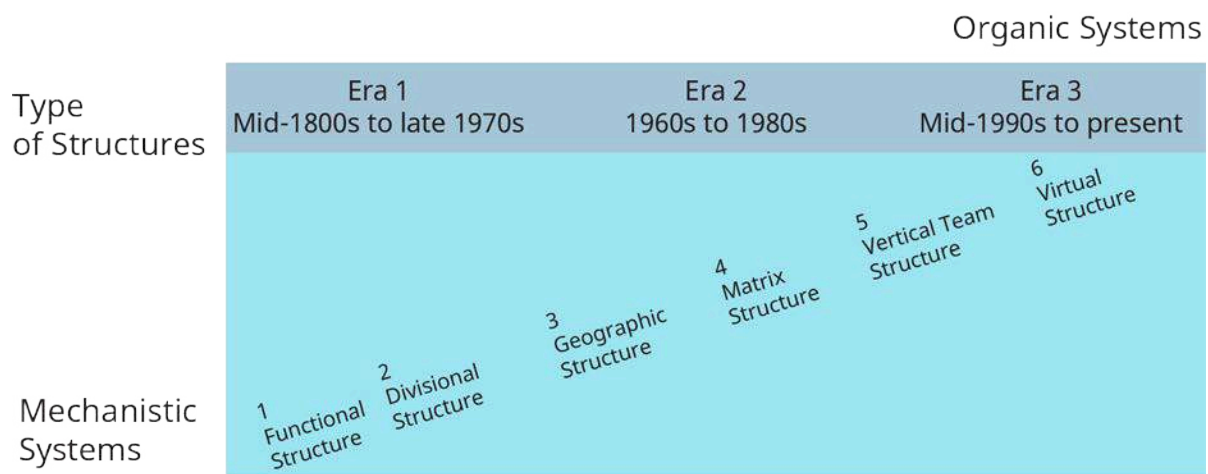 Organic Systems
Type
of Structures
Era 1
Mid-1800s to late 1970s
Era 2
1960s to 1980s
Era 3
Mid-1990s to present
1
Functional
Structure
2
Divisional
Structure
3
Geographic
Structure
4
Matrix
Structure
5
Vertical Team
Structure
6
Virtual
Structure
Mechanistic
Systems